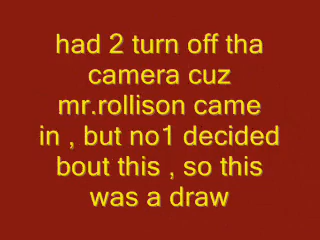 had 2 turn off tha
camera cuz
mr.rollison came
in , but no1 decided
bout this , so this
was a draw